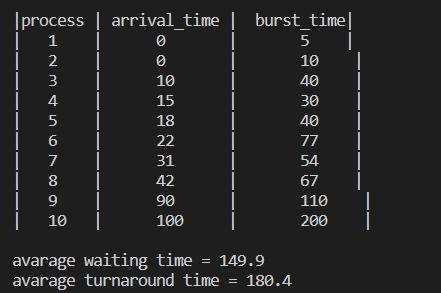 |process | arrival_time | burst_time|
| 1 | 0 | 5 |
| 2 | 0 | 10 |
| 3 | 10 | 40 |
| 4 | 15 | 30 |
| 5 | 18 | 40 |
| 6 | 22 | 77 |
| 7 | 31 | 54 |
| 8 | 42 | 67 |
| 9 | 90 | 110 |
| 10 | 100 | 200 |
avarage waiting time = 149.9
avarage turnaround time = 180.4